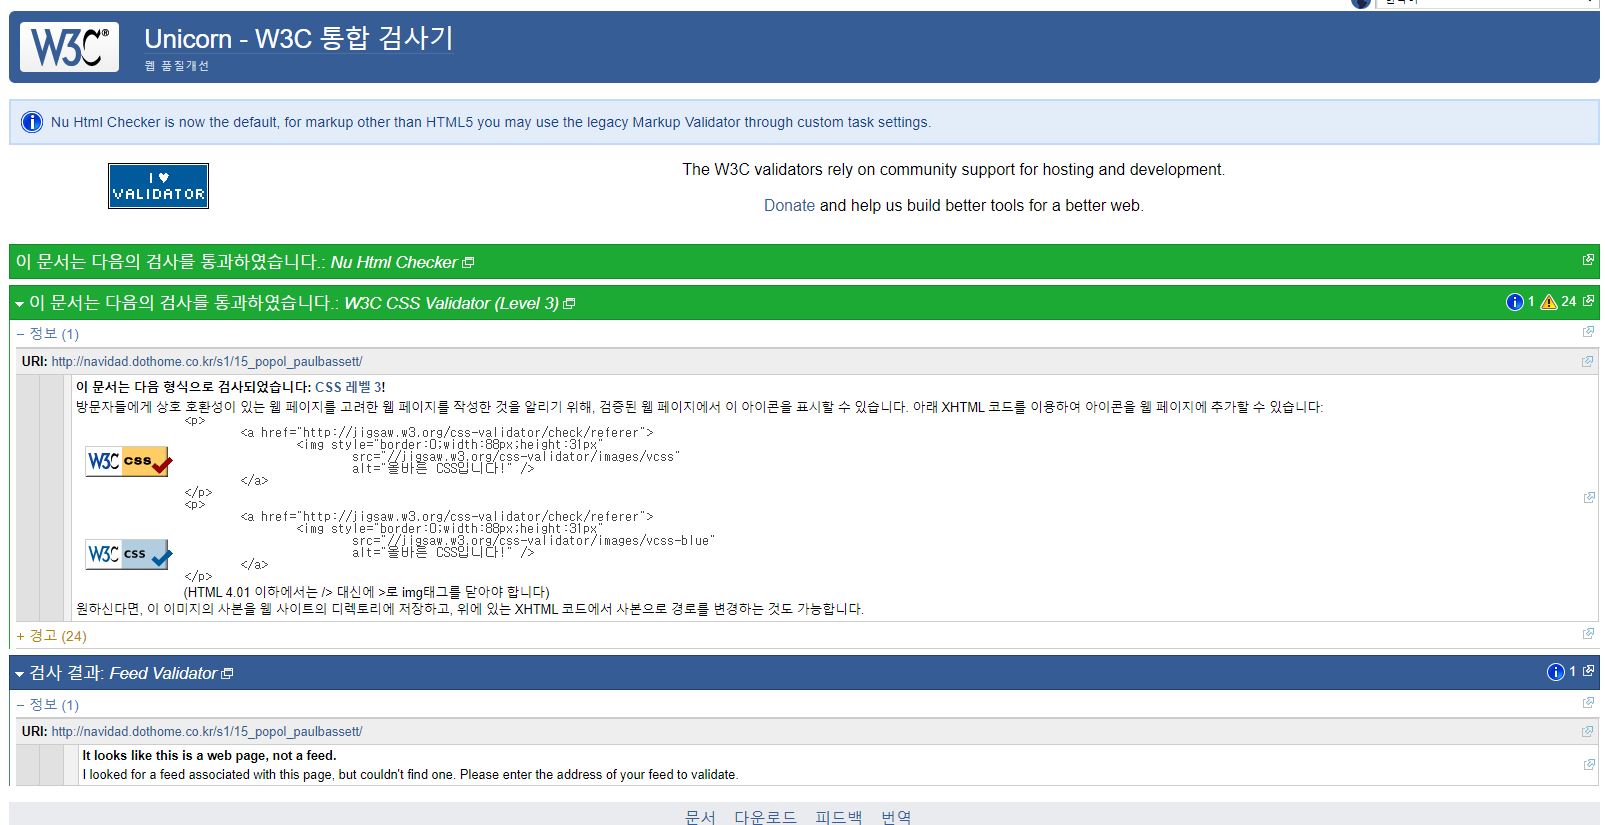 한국어
W3C®
Unicorn - W3C 통합 검사기
웹 품질개선
Nu Html Checker is now the default, for markup other than HTML5 you may use the legacy Markup Validator through custom task settings.
I ♥
VALIDATOR
The W3C validators rely on community support for hosting and development.
Donate and help us build better tools for a better web.
이 문서는 다음의 검사를 통과하였습니다.: Nu Html Checker
이 문서는 다음의 검사를 통과하였습니다.: W3C CSS Validator (Level 3)
1 24
− 정보 (1)
URI: http://navidad.dothome.co.kr/s1/15_popol_paulbassett/
이 문서는 다음 형식으로 검사되었습니다: CSS 레벨 3!
방문자들에게 상호 호환성이 있는 웹 페이지를 고려한 웹 페이지를 작성한 것을 알리기 위해, 검증된 웹 페이지에서 이 아이콘을 표시할 수 있습니다. 아래 XHTML 코드를 이용하여 아이콘을 웹 페이지에 추가할 수 있습니다:
W3C css
<p>
<a href="http://jigsaw.w3.org/css-validator/check/referer">
<img style="border:0;width:88px;height:31px"
src="//jigsaw.w3.org/css-validator/images/vcss"
alt="올바른 CSS입니다!" />
</a>
</p>
W3C css
<p>
<a href="http://jigsaw.w3.org/css-validator/check/referer">
<img style="border:0;width:88px;height:31px"
src="//jigsaw.w3.org/css-validator/images/vcss-blue"
alt="올바른 CSS입니다!" />
</a>
</p>
(HTML 4.01 이하에서는 /> 대신에 >로 img태그를 닫아야 합니다)
원하신다면, 이 이미지의 사본을 웹 사이트의 디렉토리에 저장하고, 위에 있는 XHTML 코드에서 사본으로 경로를 변경하는 것도 가능합니다.
+ 경고 (24)
검사 결과: Feed Validator
1
− 정보 (1)
URI: http://navidad.dothome.co.kr/s1/15_popol_paulbassett/
It looks like this is a web page, not a feed.
I looked for a feed associated with this page, but couldn't find one. Please enter the address of your feed to validate.
문서 다운로드 피드백 번역